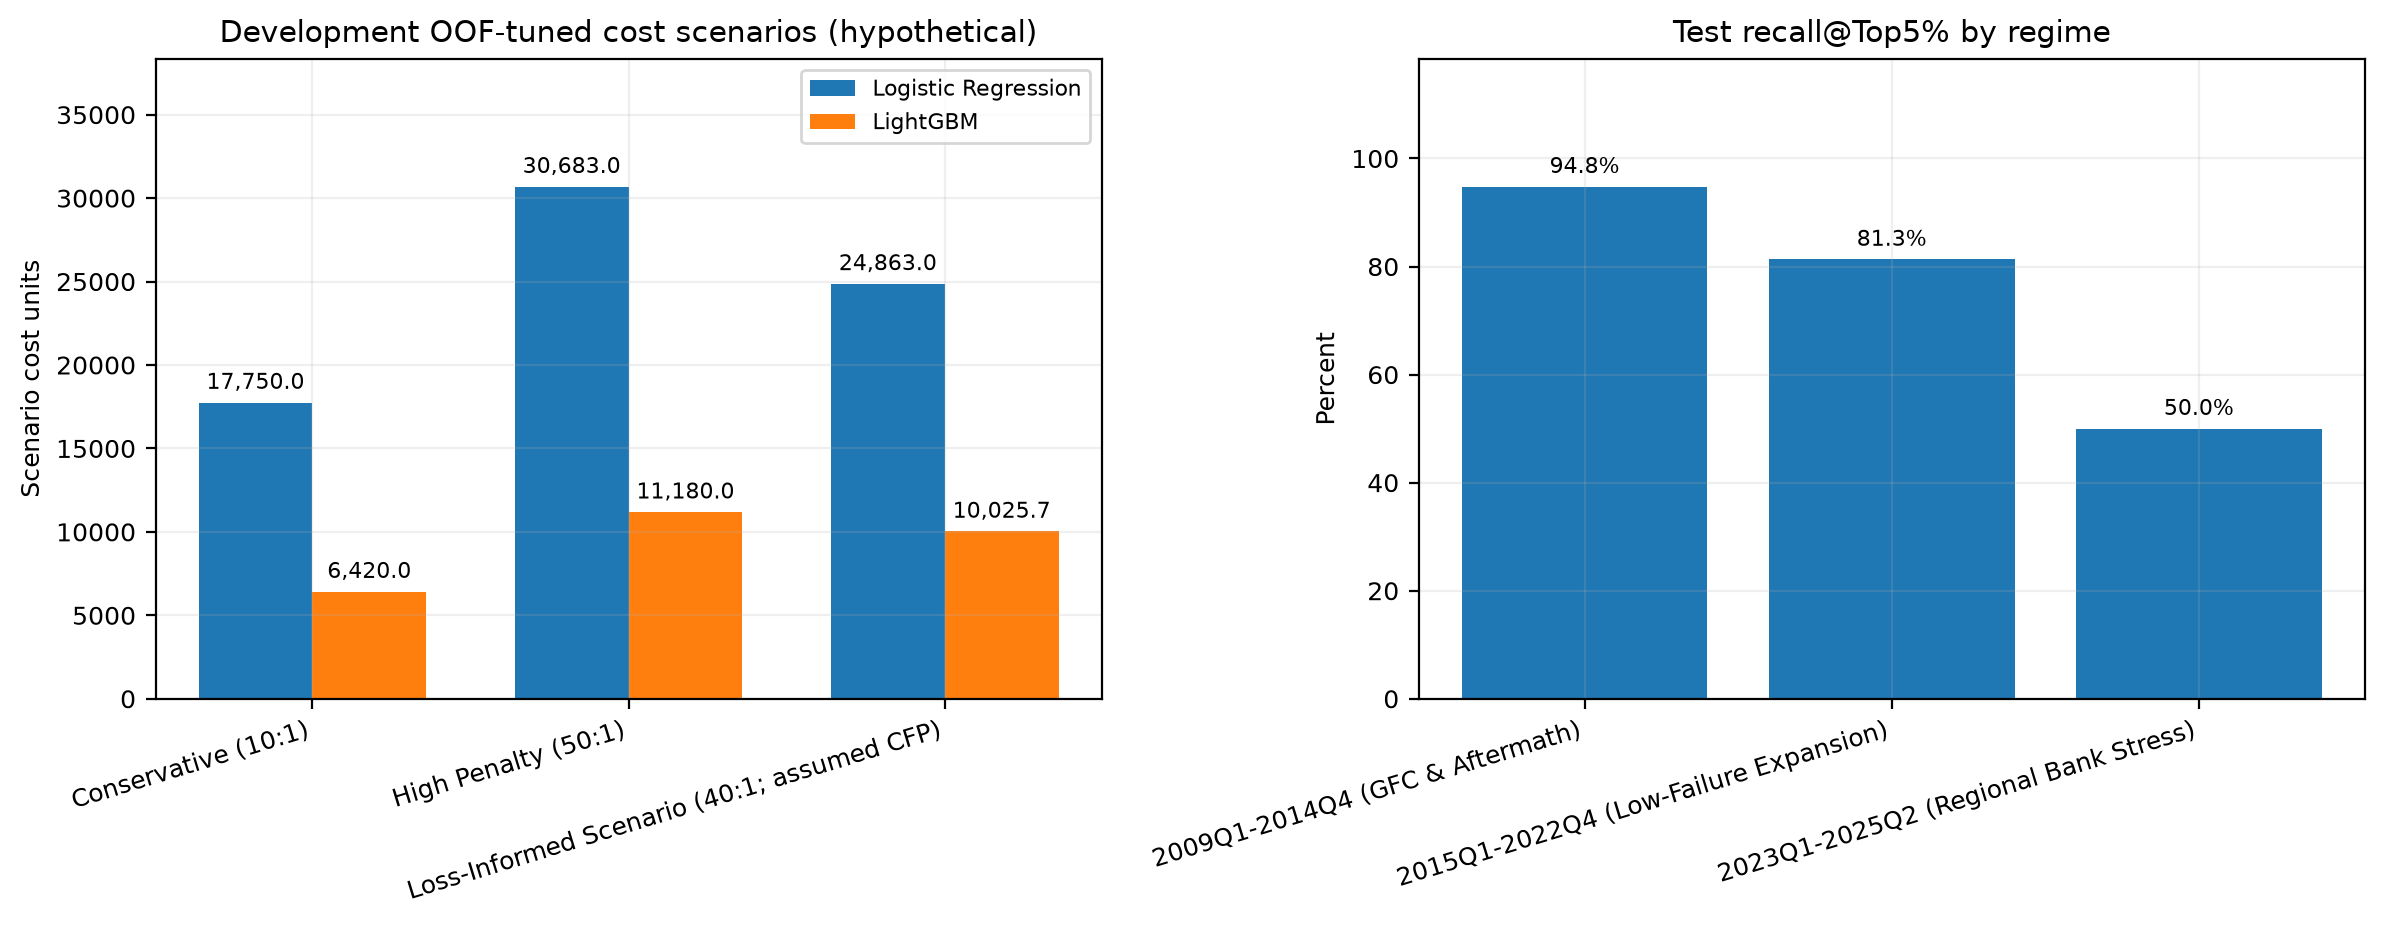 Development OOF-tuned cost scenarios (hypothetical)
Scenario cost units
35000
30000
25000
20000
15000
10000
5000
0
Logistic Regression
LightGBM
17,750.0
6,420.0
30,683.0
11,180.0
24,863.0
10,025.7
Conservative (10:1)
High Penalty (50:1)
Loss-Informed Scenario (40:1; assumed CFP)
Test recall@Top5% by regime
Percent
100
80
60
40
20
0
94.8%
81.3%
50.0%
2009Q1-2014Q4 (GFC & Aftermath)
2015Q1-2022Q4 (Low-Failure Expansion)
2023Q1-2025Q2 (Regional Bank Stress)